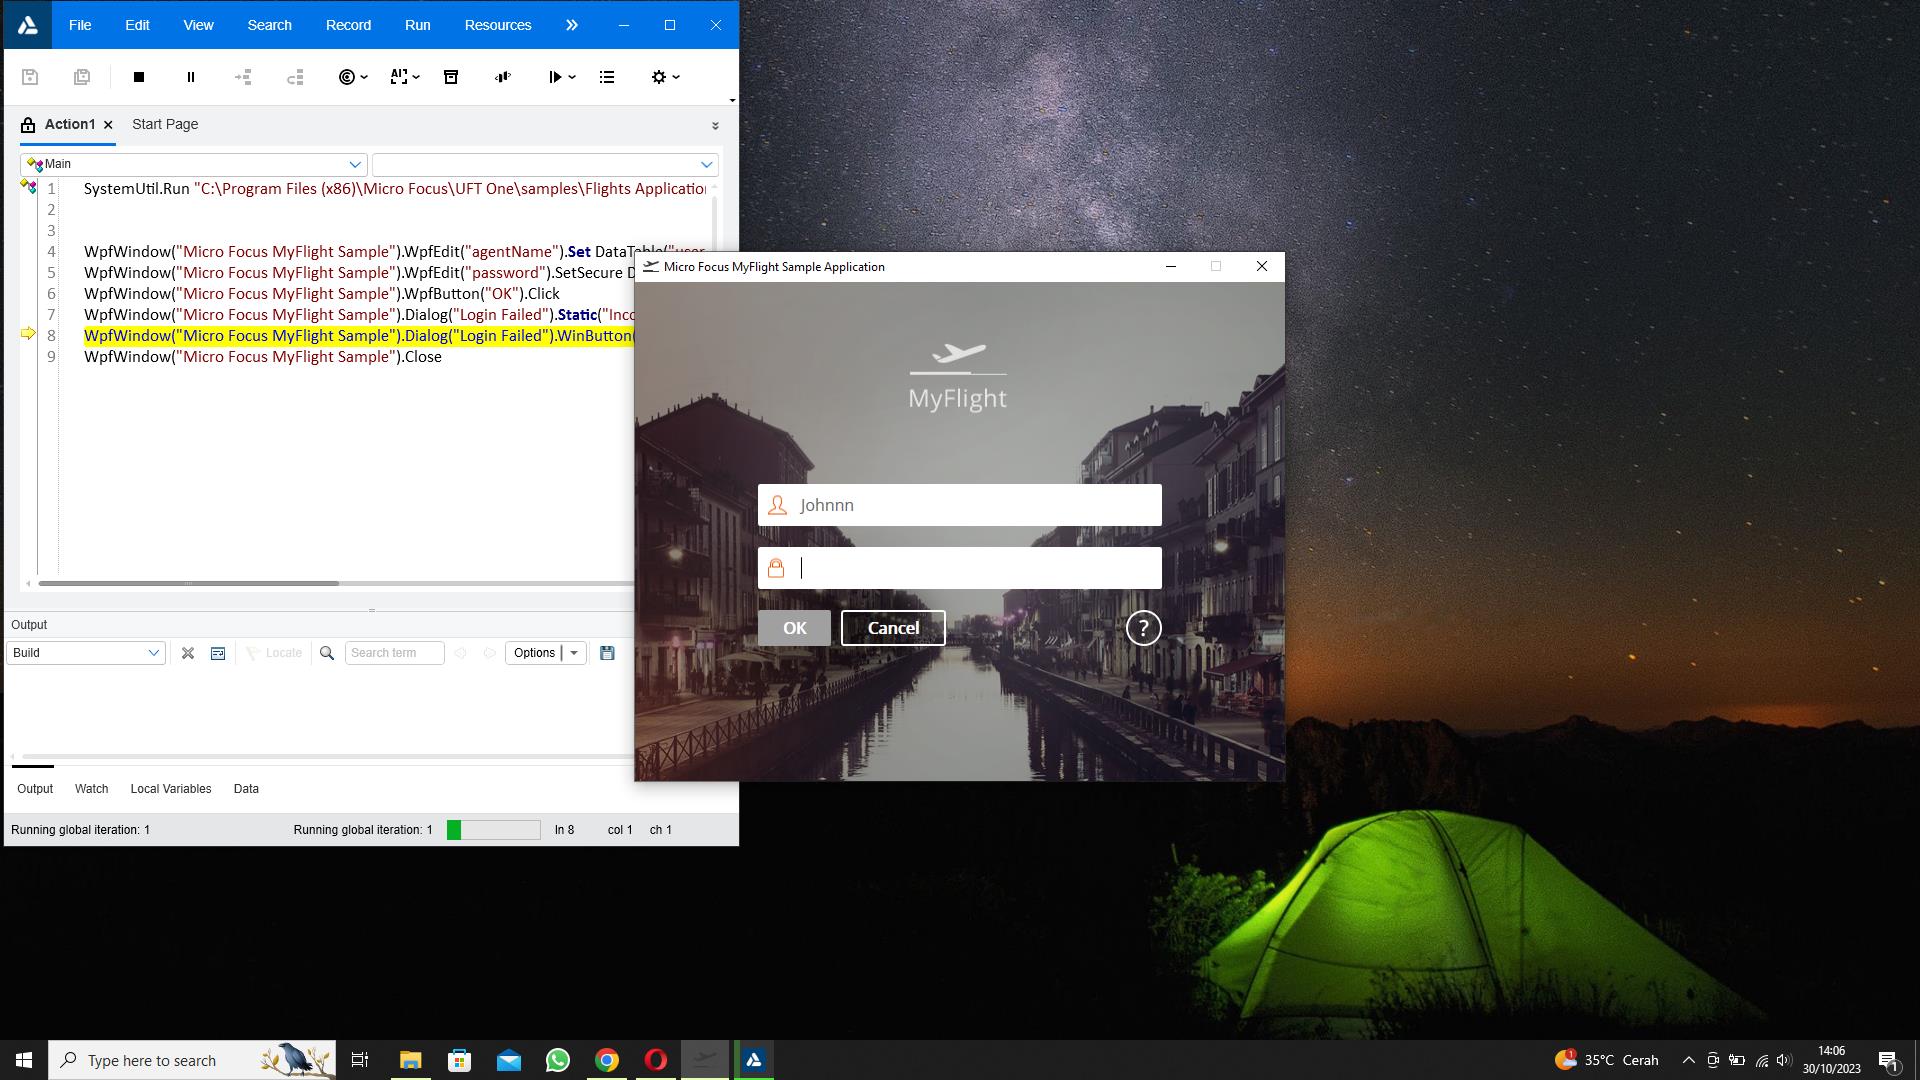 File Edit View Search Record Run Resources
Action1 Start Page
Main
1 SystemUtil.Run "C:\Program Files (x86)\Micro Focus\UFT One\samples\Flights Application
2
3
4 WpfWindow("Micro Focus MyFlight Sample").WpfEdit("agentName").Set DataTable("user
5 WpfWindow("Micro Focus MyFlight Sample").WpfEdit("password").SetSecure D
6 WpfWindow("Micro Focus MyFlight Sample").WpfButton("OK").Click
7 WpfWindow("Micro Focus MyFlight Sample").Dialog("Login Failed").Static("Inco
8 WpfWindow("Micro Focus MyFlight Sample").Dialog("Login Failed").WinButton(
9 WpfWindow("Micro Focus MyFlight Sample").Close
Output
Build Locate Search term Options
Output Watch Local Variables Data
Running global iteration: 1 Running global iteration: 1 ln 8 col 1 ch 1
Micro Focus MyFlight Sample Application
MyFlight
Johnnn
OK Cancel ?
Type here to search
1 35°C Cerah
14:06
30/10/2023
1